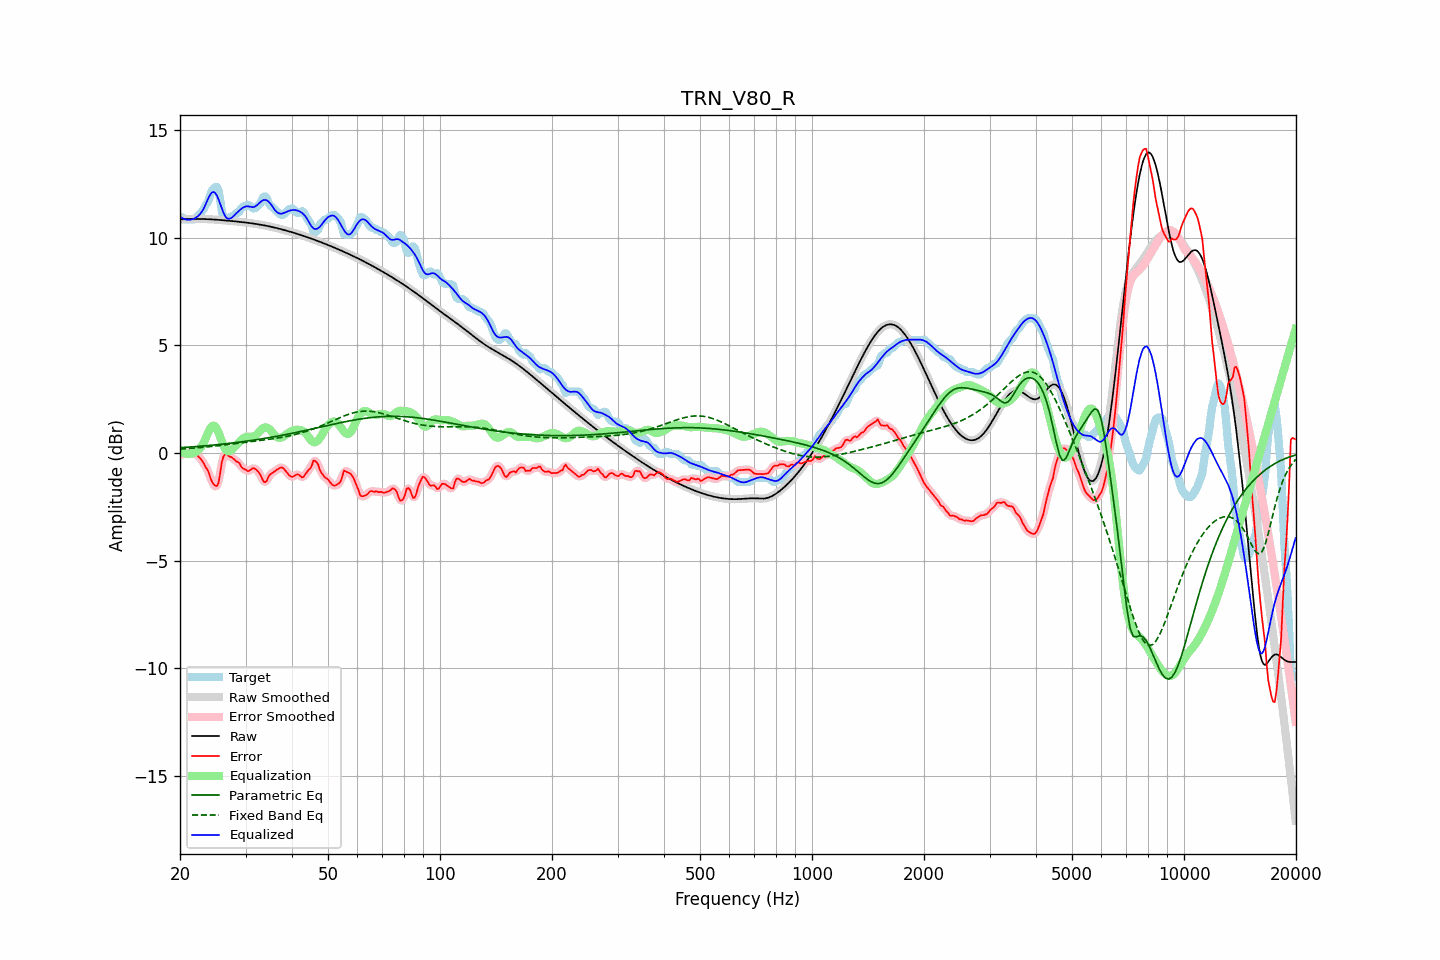 TRN_V80_R
15
10
5
0
−5
−10
−15
Amplitude (dBr)
Target
Raw Smoothed
Error Smoothed
Raw
Error
Equalization
Parametric Eq
Fixed Band Eq
Equalized
20 50 100 200 500 1000 2000 5000 10000 20000
Frequency (Hz)